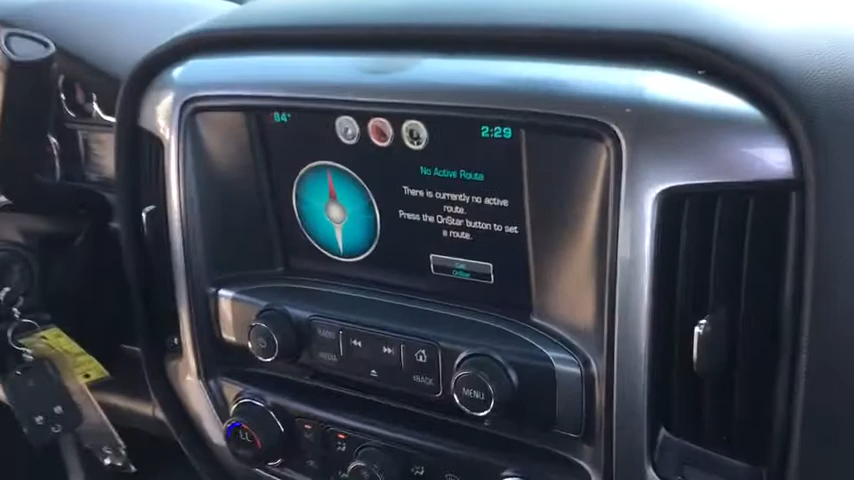 84°
2:29
No Active Route
There is currently no active
route.
Press the OnStar button to set
a route.
Call
OnStar
RADIO
MEDIA
BACK
MENU